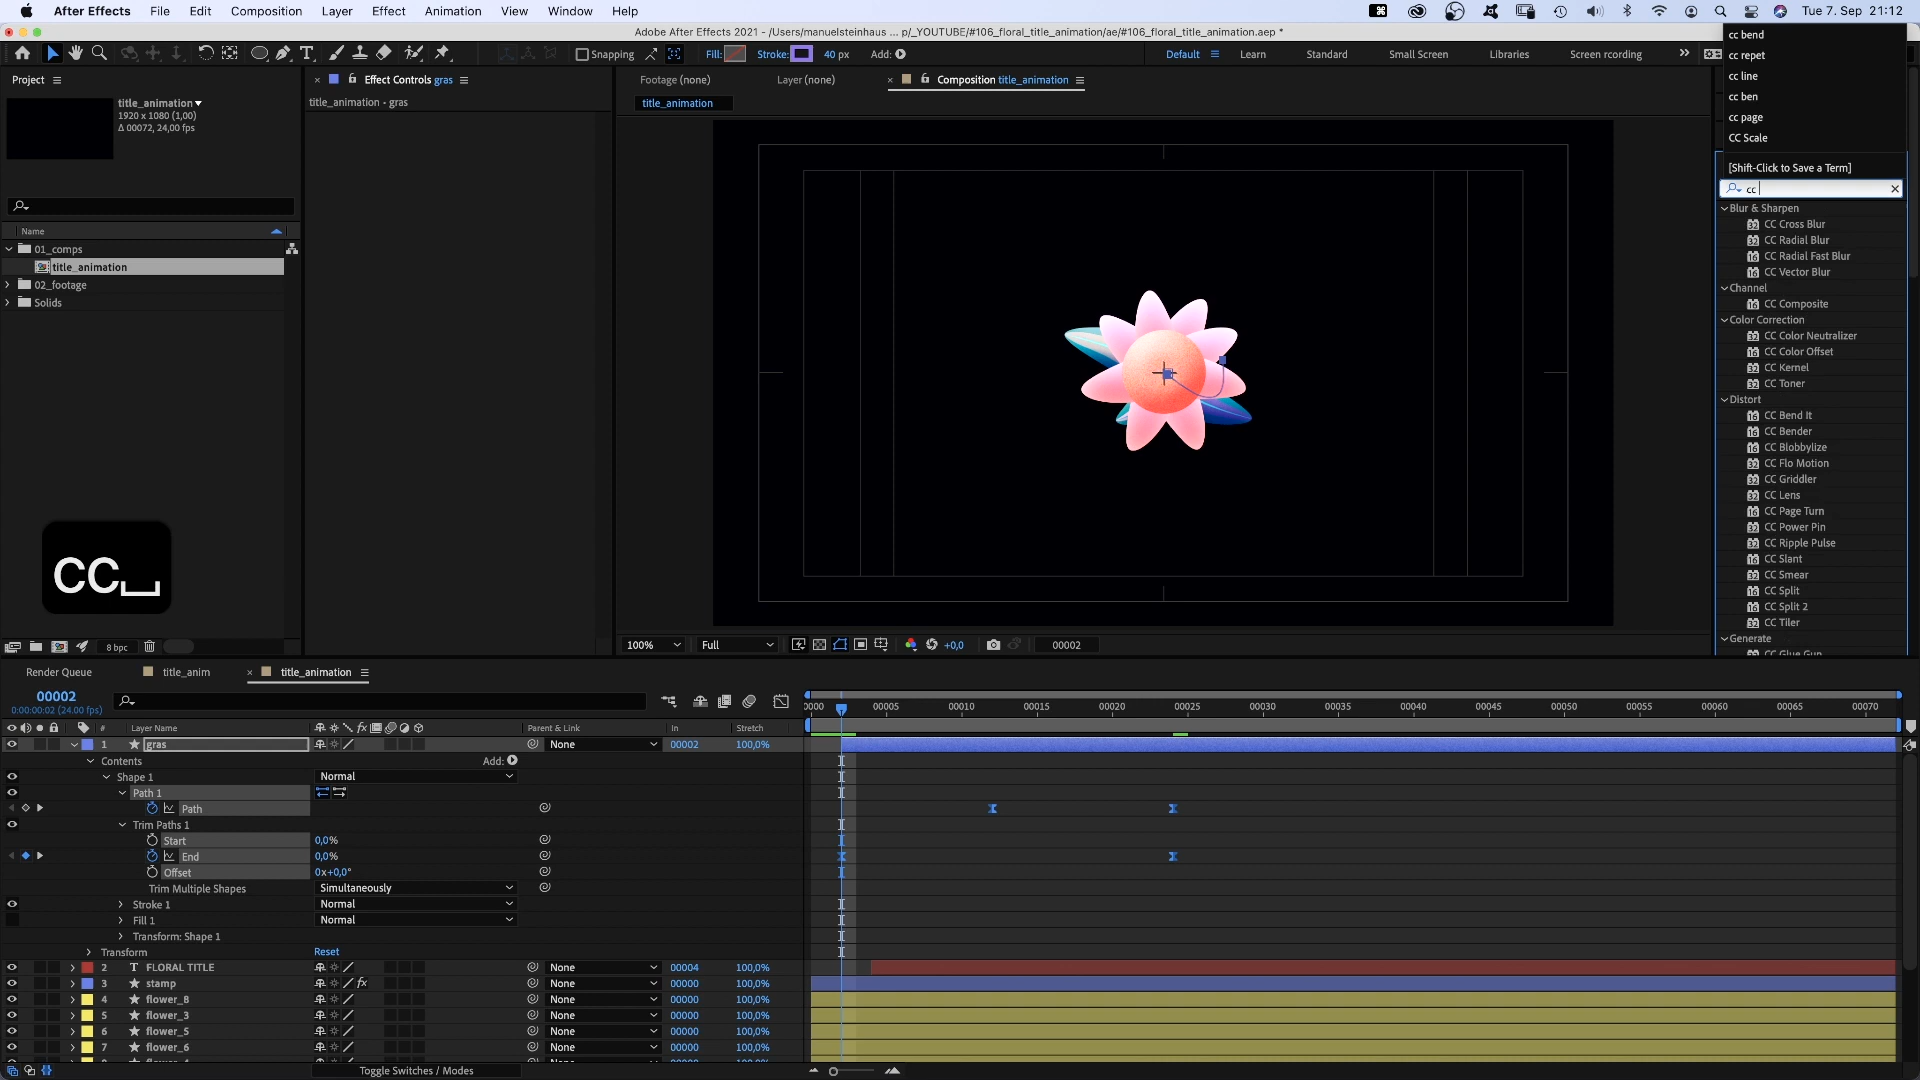 After Effects File Edit Composition Layer Effect Animation View Window Help
Tue 7. Sep 21:12
Adobe After Effects 2021 - /Users/manuelsteinhaus ... p/_YOUTUBE/#106_floral_title_animation/ae/#106_floral_title_animation.aep *
Snapping
Fill: Stroke: 40 px Add:
Default Learn Standard Small Screen Libraries Screen recording
Project
Effect Controls gras
Footage (none) Layer (none) Composition title_animation
title_animation
1920 x 1080 (1,00)
Δ 00072, 24,00 fps
title_animation • gras
title_animation
Name
01_comps
title_animation
02_footage
Solids
CC
8 bpc
100% Full +0,0 00002
cc bend
cc repet
cc line
cc ben
cc page
CC Scale
[Shift-Click to Save a Term]
cc
Blur & Sharpen
CC Cross Blur
CC Radial Blur
CC Radial Fast Blur
CC Vector Blur
Channel
CC Composite
Color Correction
CC Color Neutralizer
CC Color Offset
CC Kernel
CC Toner
Distort
CC Bend It
CC Bender
CC Blobbylize
CC Flo Motion
CC Griddler
CC Lens
CC Page Turn
CC Power Pin
CC Ripple Pulse
CC Slant
CC Smear
CC Split
CC Split 2
CC Tiler
Generate
CC Glue Gun
Render Queue title_anim title_animation
00002
0:00:00:02 (24.00 fps)
0000 00005 00010 00015 00020 00025 00030 00035 00040 00045 00050 00055 00060 00065 00070
# Layer Name Parent & Link In Stretch
1 gras None 00002 100,0%
Contents Add:
Shape 1 Normal
Path 1
Path
Trim Paths 1
Start 0,0%
End 0,0%
Offset 0x+0,0°
Trim Multiple Shapes Simultaneously
Stroke 1 Normal
Fill 1 Normal
Transform: Shape 1
Transform Reset
2 T FLORAL TITLE None 00004 100,0%
3 stamp None 00000 100,0%
4 flower_8 None 00000 100,0%
5 flower_3 None 00000 100,0%
6 flower_5 None 00000 100,0%
7 flower_6 None 00000 100,0%
Toggle Switches / Modes